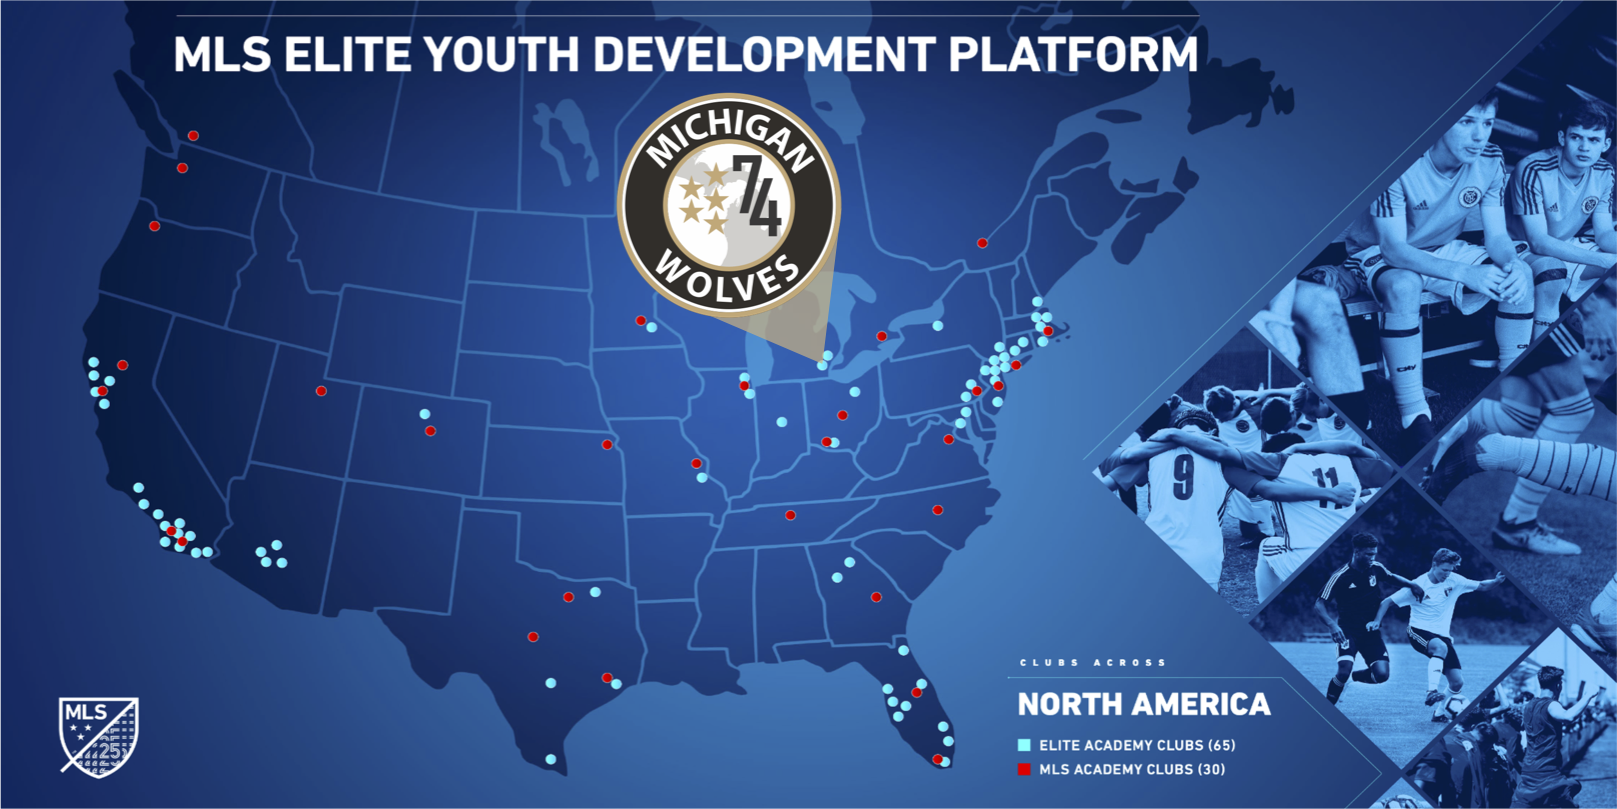 MLS ELITE YOUTH DEVELOPMENT PLATFORM
MICHIGAN
74
WOLVES
9
11
CLUBS ACROSS
NORTH AMERICA
ELITE ACADEMY CLUBS (65)
MLS ACADEMY CLUBS (30)
MLS
25